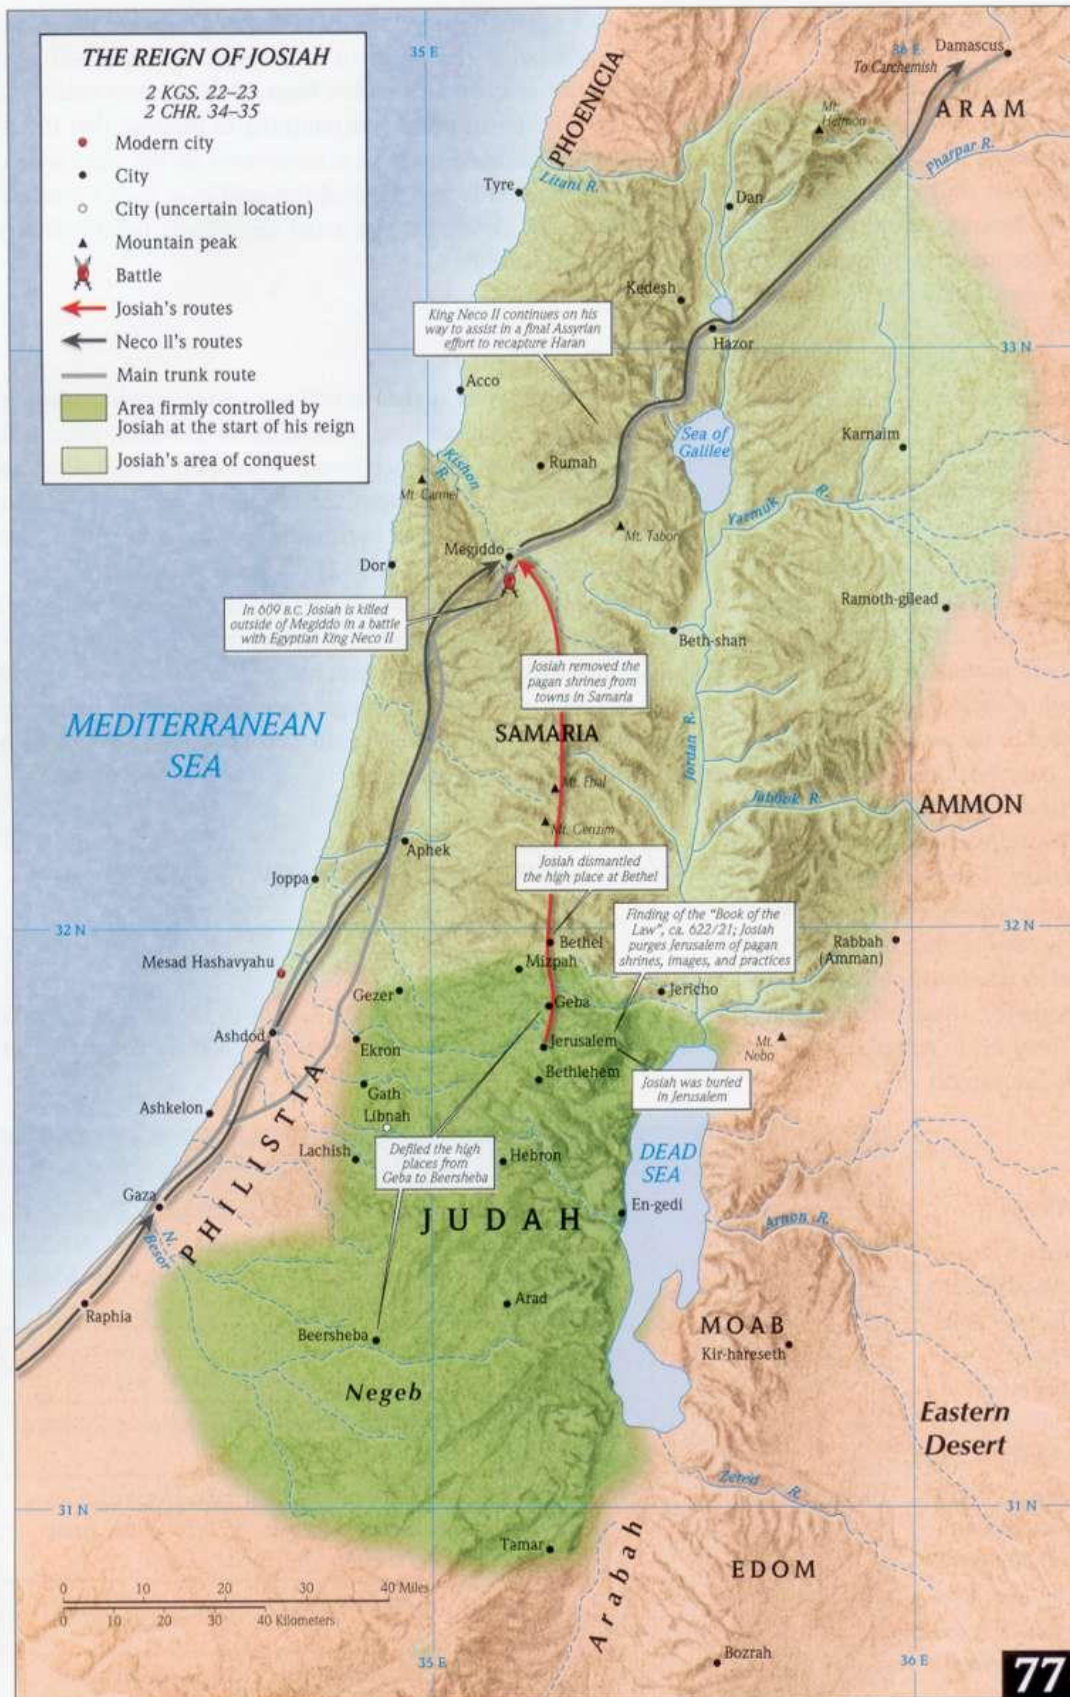 THE REIGN OF JOSIAH
2 KGS. 22–23
2 CHR. 34–35
Modern city
City
City (uncertain location)
Mountain peak
Battle
Josiah's routes
Neco II's routes
Main trunk route
Area firmly controlled by
Josiah at the start of his reign
Josiah's area of conquest
35 E
36 E
Damascus
To Carchemish
PHOENICIA
ARAM
Mt.
Hermon
Pharpar R.
Litani R.
Tyre
Dan
Kedesh
King Neco II continues on his
way to assist in a final Assyrian
effort to recapture Haran
Hazor
33 N
Acco
Sea of
Galilee
Karnaim
Kishon
R.
Rumah
Mt. Carmel
Yarmuk R.
Mt. Tabor
Megiddo
Dor
In 609 B.C. Josiah is killed
outside of Megiddo in a battle
with Egyptian King Neco II
Ramoth-gilead
Beth-shan
Josiah removed the
pagan shrines from
towns in Samaria
MEDITERRANEAN
SEA
SAMARIA
Jordan R.
Mt. Ebal
Jabbok R.
AMMON
Mt. Gerizim
Aphek
Josiah dismantled
the high place at Bethel
Joppa
Finding of the "Book of the
Law", ca. 622/21; Josiah
purges Jerusalem of pagan
shrines, images, and practices
32 N
32 N
Bethel
Rabbah
(Amman)
Mizpah
Mesad Hashavyahu
Gezer
Jericho
Geba
Ashdod
Ekron
Jerusalem
Mt.
Nebo
Bethlehem
Josiah was buried
in Jerusalem
Gath
Ashkelon
Libnah
PHILISTIA
Lachish
Defiled the high
places from
Geba to Beersheba
Hebron
DEAD
SEA
Gaza
En-gedi
JUDAH
Arnon R.
N.
Besor
Raphia
Arad
Beersheba
MOAB
Kir-hareseth
Negeb
Eastern
Desert
Zered R.
31 N
31 N
Tamar
Arabah
EDOM
0 10 20 30 40 Miles
0 10 20 30 40 Kilometers
Bozrah
35 E
36 E
77